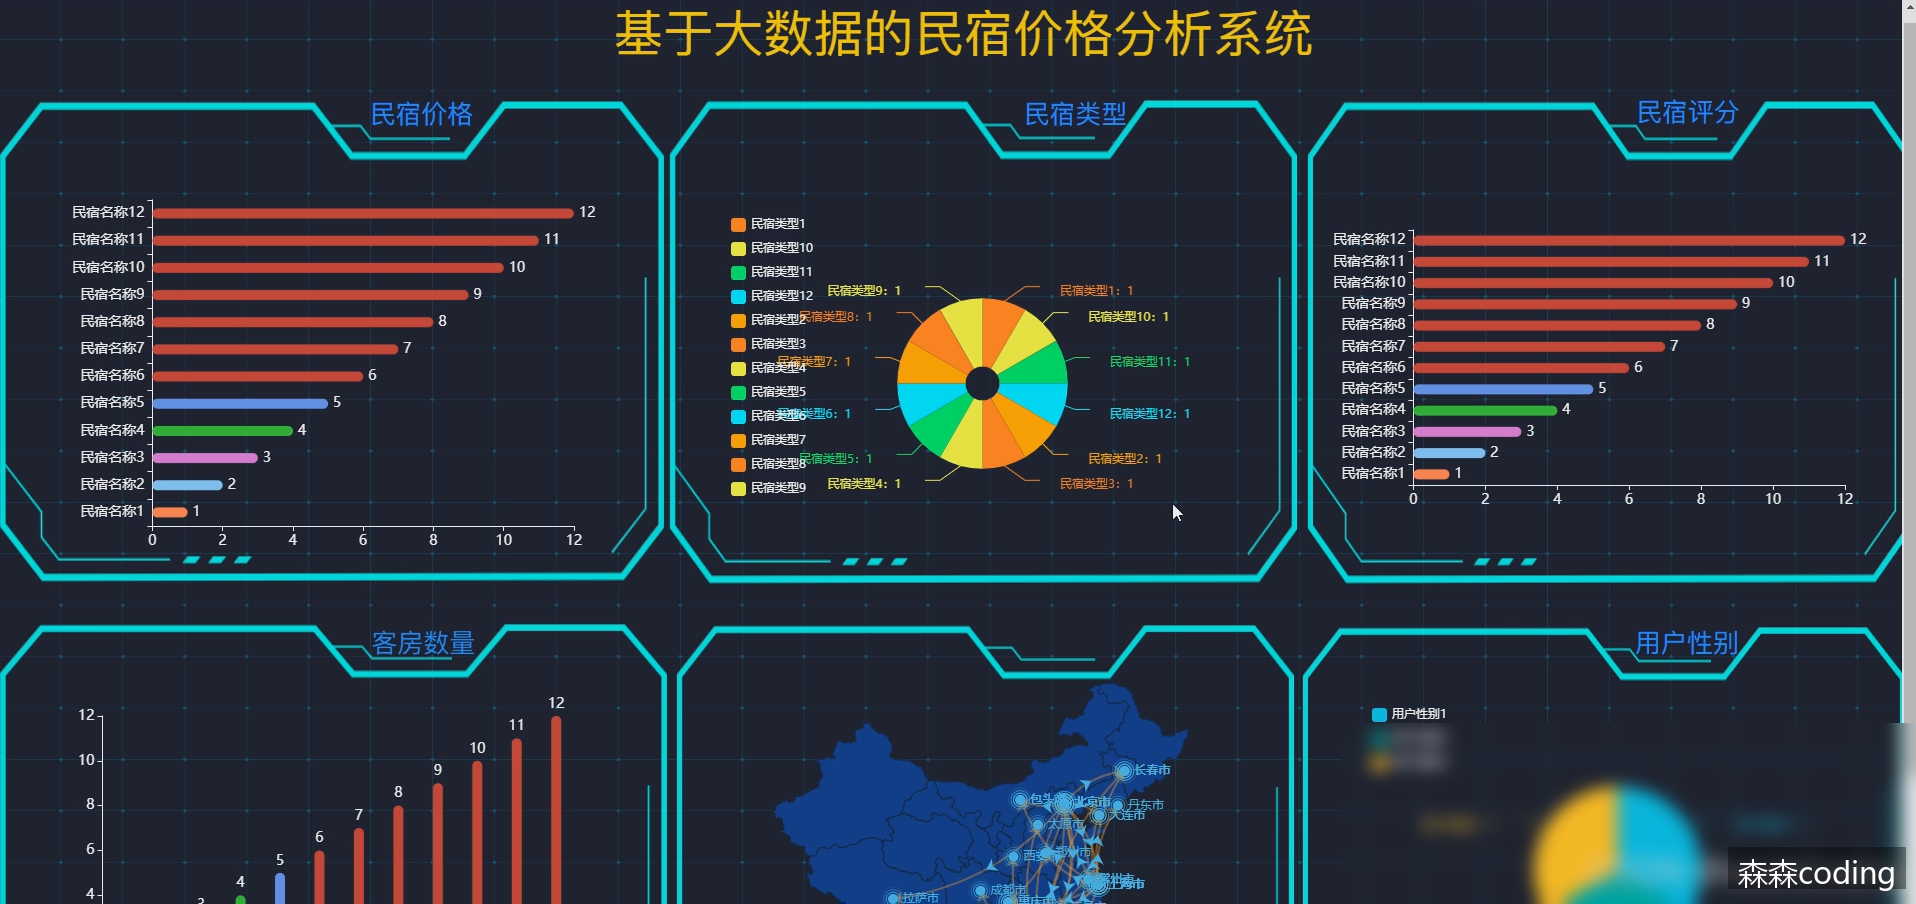 基于大数据的民宿价格分析系统
民宿价格
民宿名称12 12
民宿名称11 11
民宿名称10 10
民宿名称9 9
民宿名称8 8
民宿名称7 7
民宿名称6 6
民宿名称5 5
民宿名称4 4
民宿名称3 3
民宿名称2 2
民宿名称1 1
0 2 4 6 8 10 12
民宿类型
民宿类型1
民宿类型10
民宿类型11
民宿类型12
民宿类型2
民宿类型3
民宿类型4
民宿类型5
民宿类型6
民宿类型7
民宿类型8
民宿类型9
民宿类型9：1
民宿类型8：1
民宿类型7：1
民宿类型6：1
民宿类型5：1
民宿类型4：1
民宿类型1：1
民宿类型10：1
民宿类型11：1
民宿类型12：1
民宿类型2：1
民宿类型3：1
民宿评分
民宿名称12 12
民宿名称11 11
民宿名称10 10
民宿名称9 9
民宿名称8 8
民宿名称7 7
民宿名称6 6
民宿名称5 5
民宿名称4 4
民宿名称3 3
民宿名称2 2
民宿名称1 1
0 2 4 6 8 10 12
客房数量
12
10
8
6
4
4 5 6 7 8 9 10 11 12
长春市
包头市
北京市
丹东市
大连市
太原市
西安市
郑州市
上海市
成都市
重庆市
拉萨市
用户性别
用户性别1
森森coding